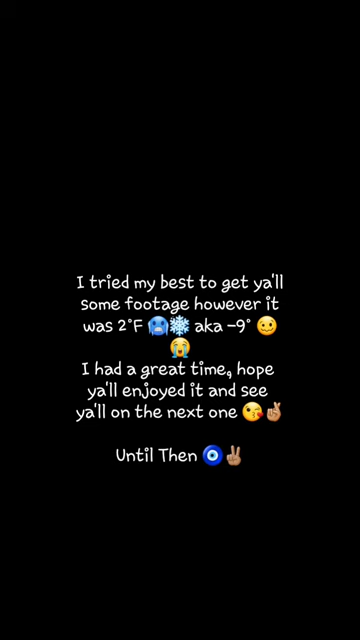 I tried my best to get ya'll
some footage however it
was 2°F 🥶❄️ aka -9° 🥴
😭
I had a great time, hope
ya'll enjoyed it and see
ya'll on the next one 😘✌🏽
Until Then 🧿✌🏽